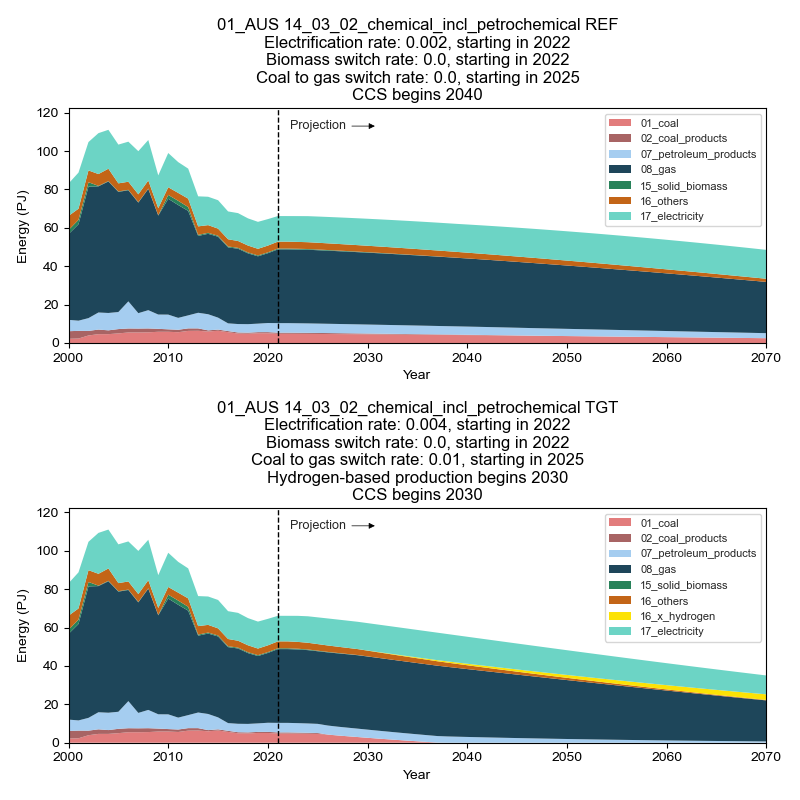 01_AUS 14_03_02_chemical_incl_petrochemical REF
Electrification rate: 0.002, starting in 2022
Biomass switch rate: 0.0, starting in 2022
Coal to gas switch rate: 0.0, starting in 2025
CCS begins 2040
120
100
80
60
40
20
0
Energy (PJ)
Projection
01_coal
02_coal_products
07_petroleum_products
08_gas
15_solid_biomass
16_others
17_electricity
2000 2010 2020 2030 2040 2050 2060 2070
Year
01_AUS 14_03_02_chemical_incl_petrochemical TGT
Electrification rate: 0.004, starting in 2022
Biomass switch rate: 0.0, starting in 2022
Coal to gas switch rate: 0.01, starting in 2025
Hydrogen-based production begins 2030
CCS begins 2030
120
100
80
60
40
20
0
Energy (PJ)
Projection
01_coal
02_coal_products
07_petroleum_products
08_gas
15_solid_biomass
16_others
16_x_hydrogen
17_electricity
2000 2010 2020 2030 2040 2050 2060 2070
Year